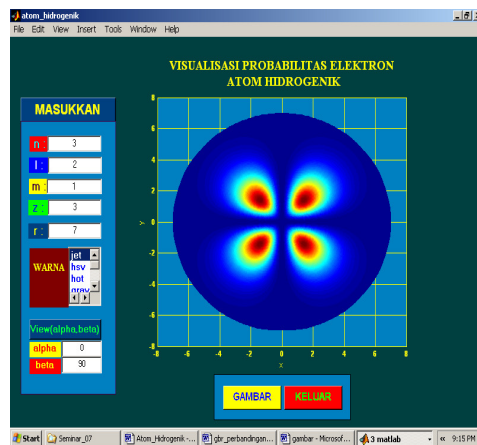 atom_hidrogenik
File Edit View Insert Tools Window Help
VISUALISASI PROBABILITAS ELEKTRON
ATOM HIDROGENIK
MASUKKAN
n : 3
l : 2
m : 1
z : 3
r : 7
WARNA
jet
hsv
hot
gray
View(alpha,beta)
alpha 0
beta 90
8
6
4
2
0
-2
-4
-6
-8
Y
-8 -6 -4 -2 0 2 4 6 8
X
GAMBAR KELUAR
Start Seminar_07 Atom_Hidrogenik -... gbr_perbandingan... gambar - Microsof... 3 matlab « 9:15 PM